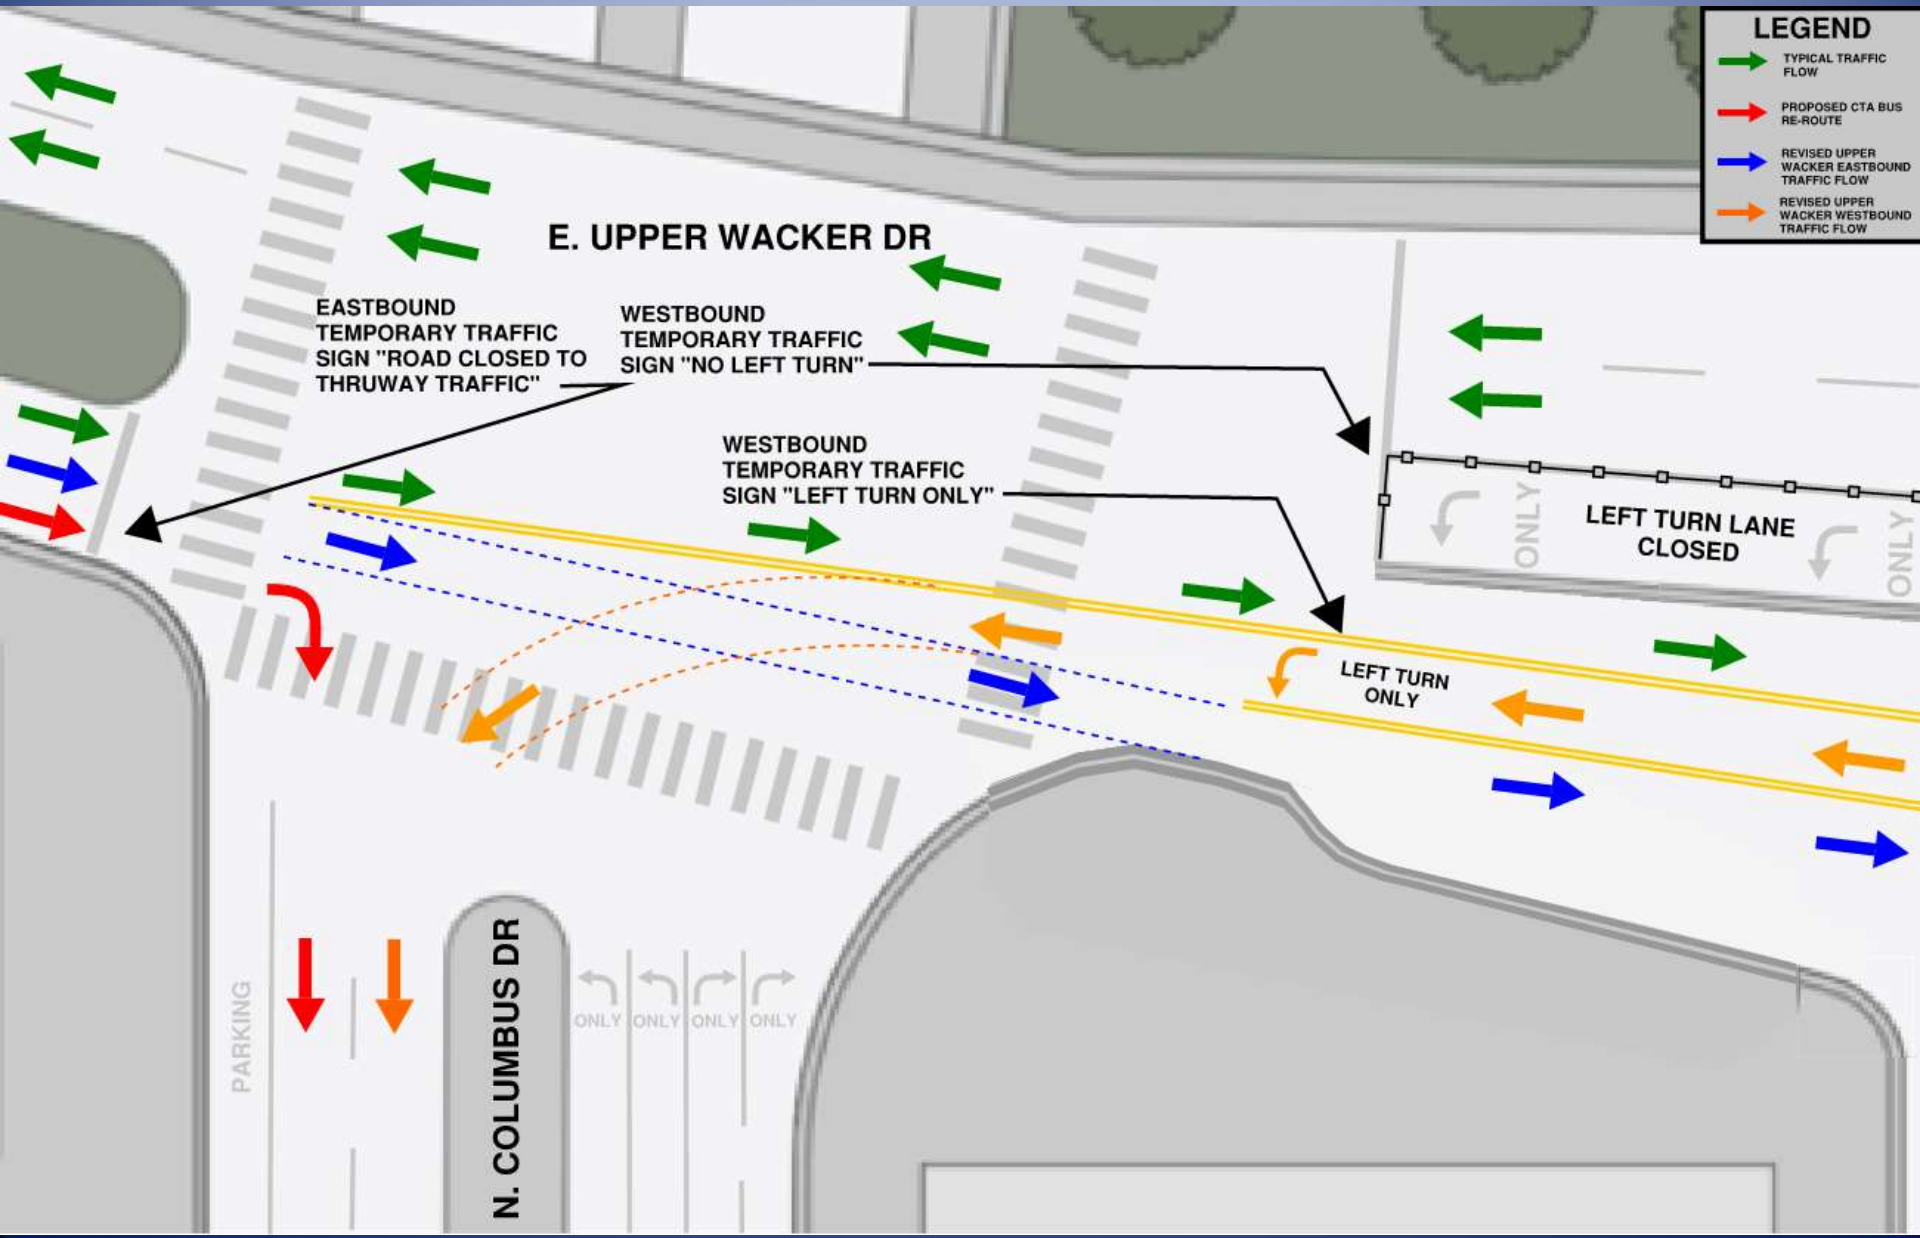 LEGEND
TYPICAL TRAFFIC
FLOW
PROPOSED CTA BUS
RE-ROUTE
REVISED UPPER
WACKER EASTBOUND
TRAFFIC FLOW
REVISED UPPER
WACKER WESTBOUND
TRAFFIC FLOW
E. UPPER WACKER DR
EASTBOUND
TEMPORARY TRAFFIC
SIGN "ROAD CLOSED TO
THRUWAY TRAFFIC"
WESTBOUND
TEMPORARY TRAFFIC
SIGN "NO LEFT TURN"
WESTBOUND
TEMPORARY TRAFFIC
SIGN "LEFT TURN ONLY"
ONLY
LEFT TURN LANE
CLOSED
ONLY
LEFT TURN
ONLY
PARKING
N. COLUMBUS DR
ONLY
ONLY
ONLY
ONLY